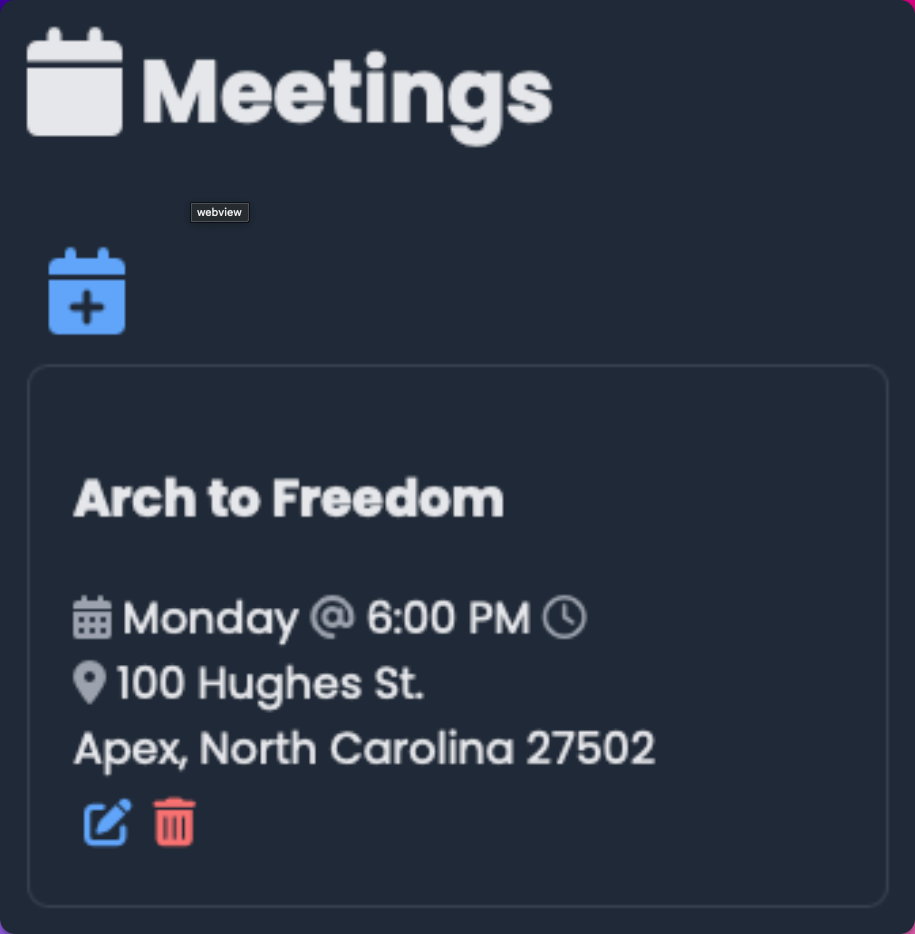 Meetings
webview
Arch to Freedom
Monday @ 6:00 PM
100 Hughes St.
Apex, North Carolina 27502